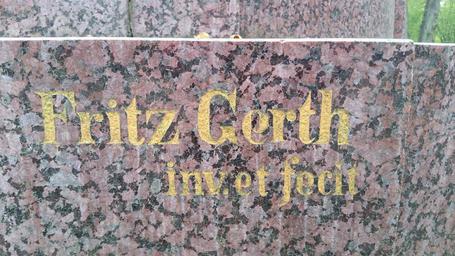 Fritz Gerth
inv. et fecit